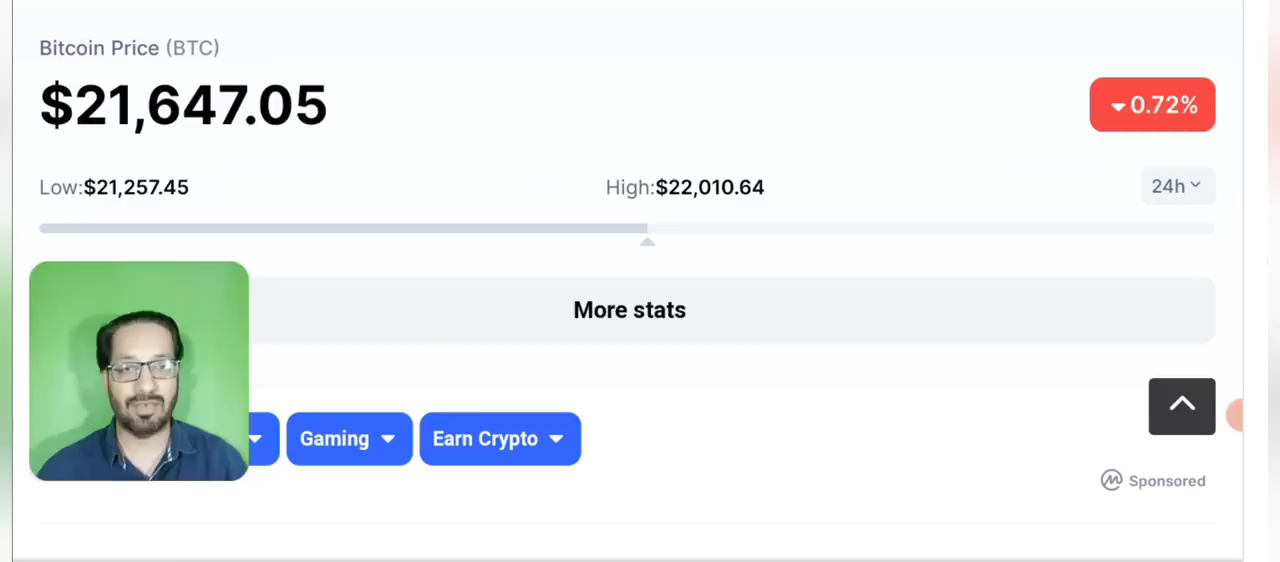 Bitcoin Price (BTC)
$21,647.05
0.72%
Low:$21,257.45 High:$22,010.64 24h
More stats
Gaming Earn Crypto
Sponsored